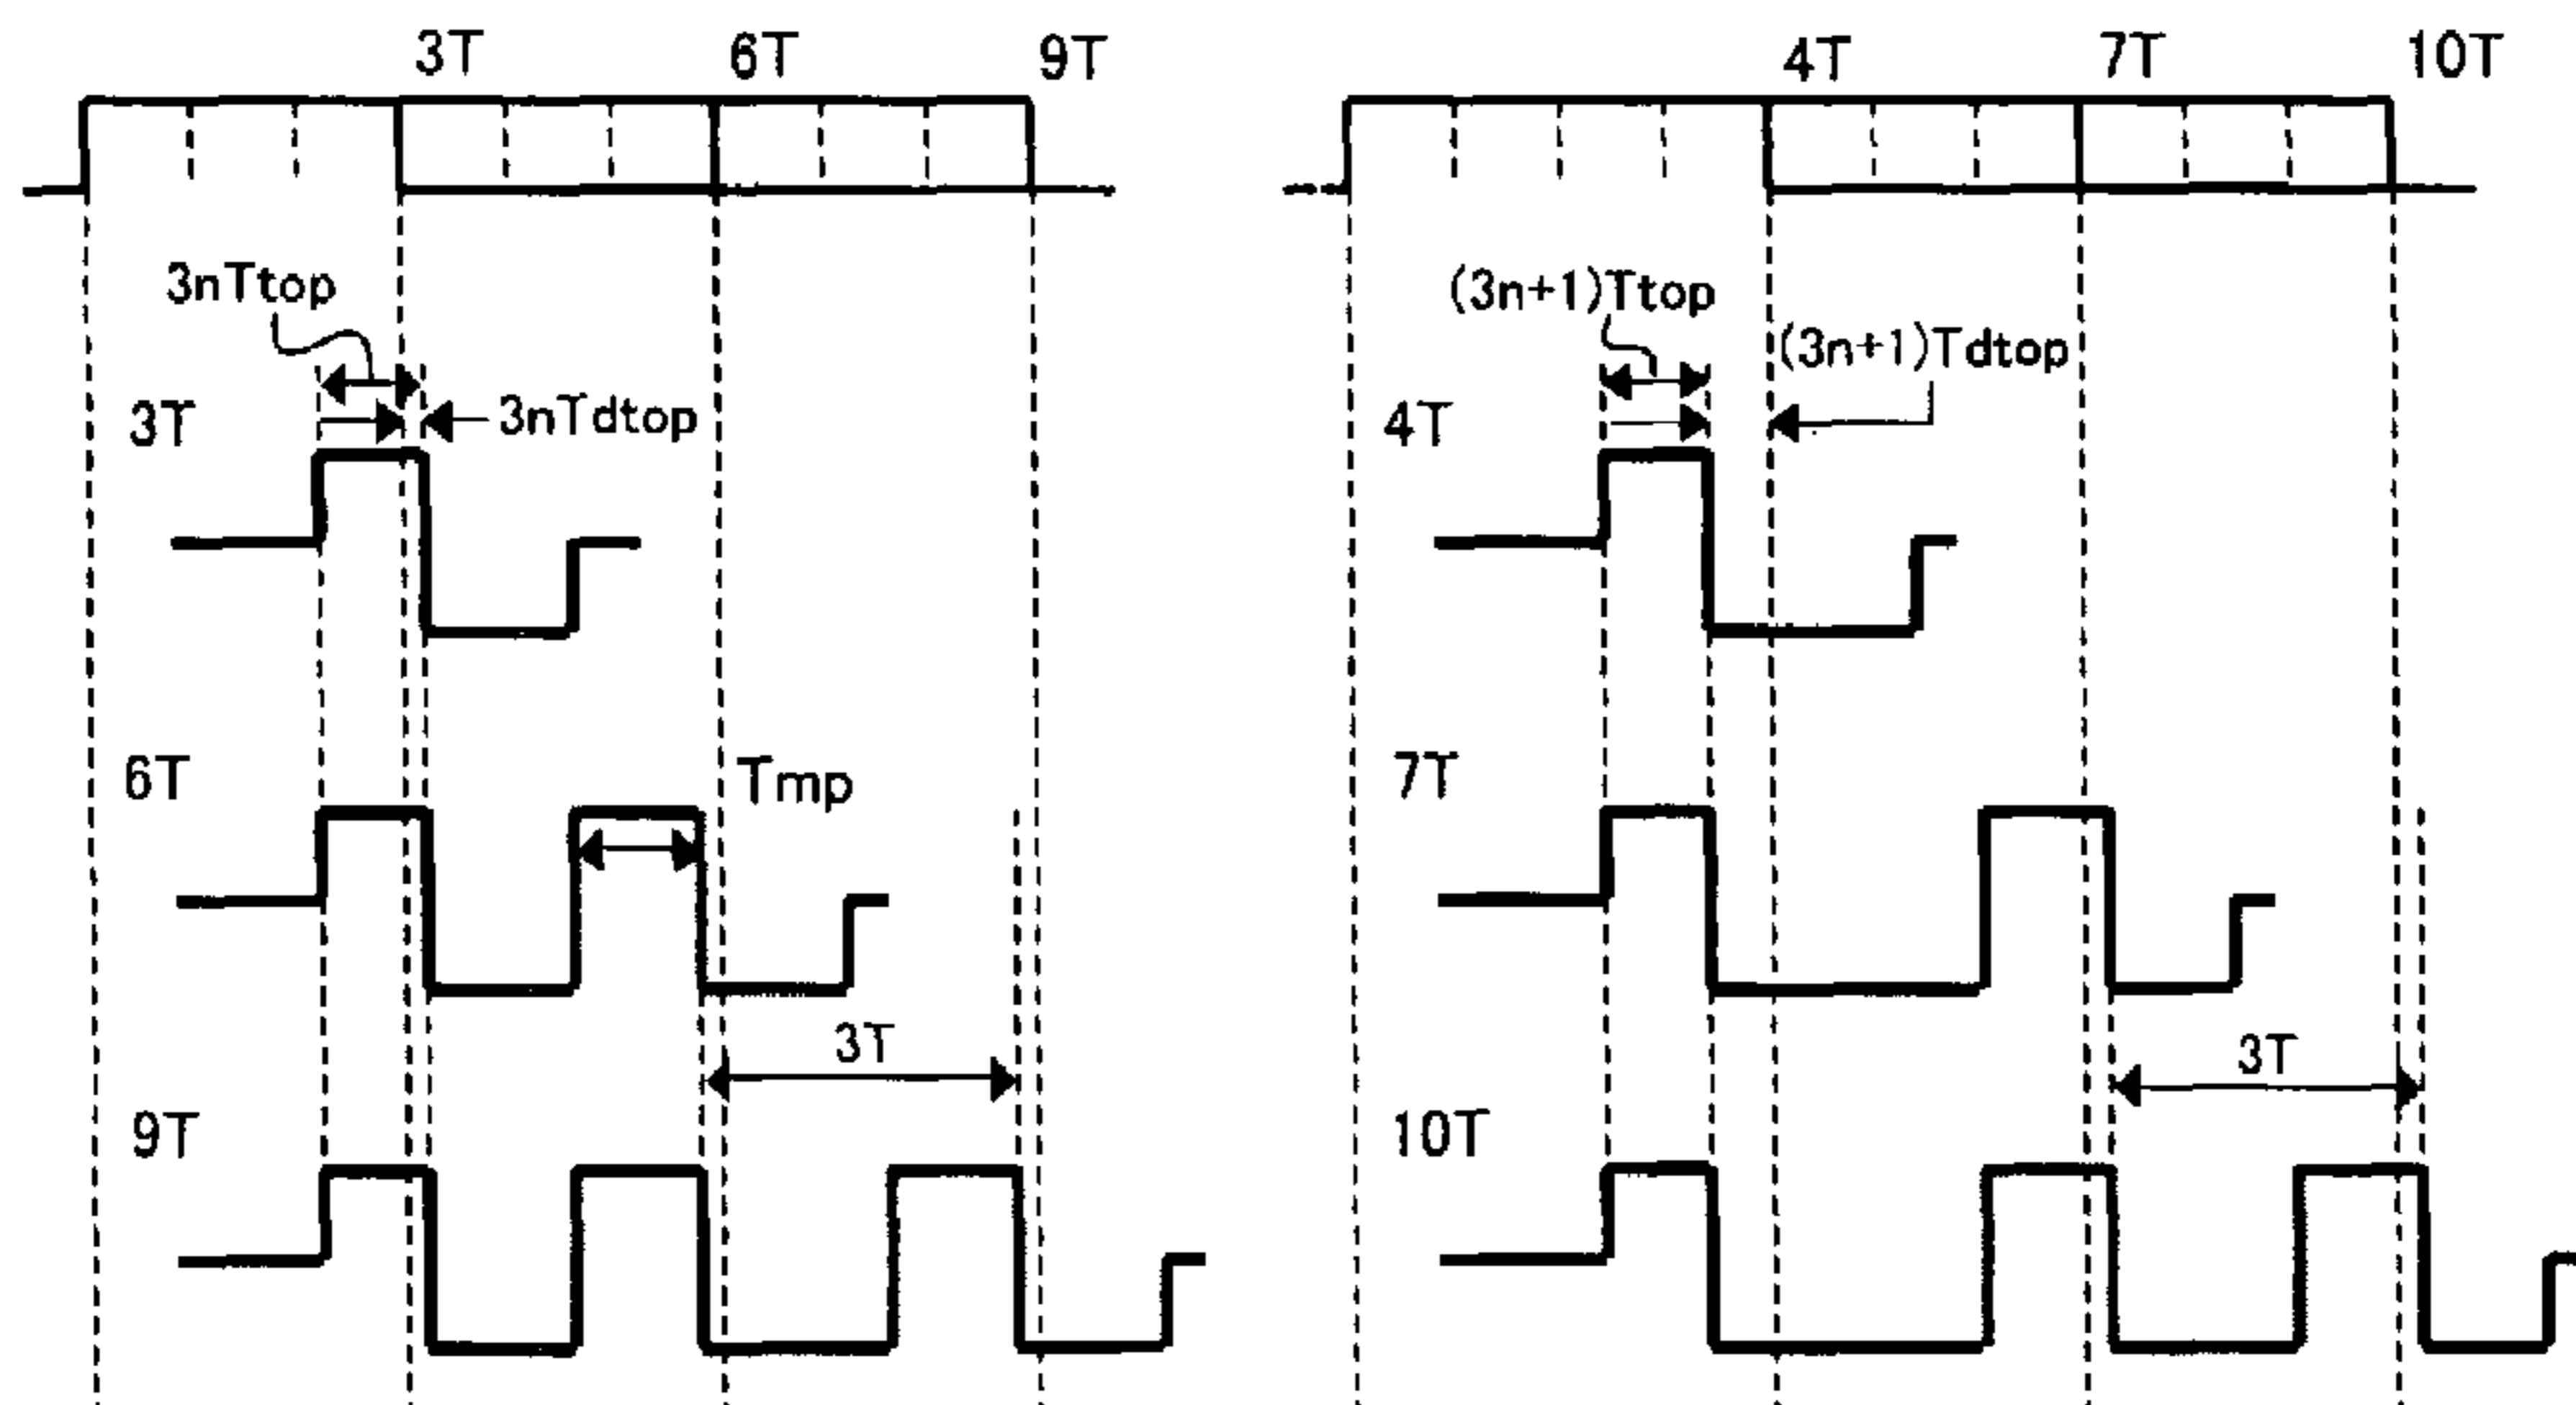 3T 6T 9T
3nTtop
3T
3nTdtop
6T
Tmp
3T
9T
4T 7T 10T
(3n+1)Ttop
(3n+1)Tdtop
4T
7T
3T
10T